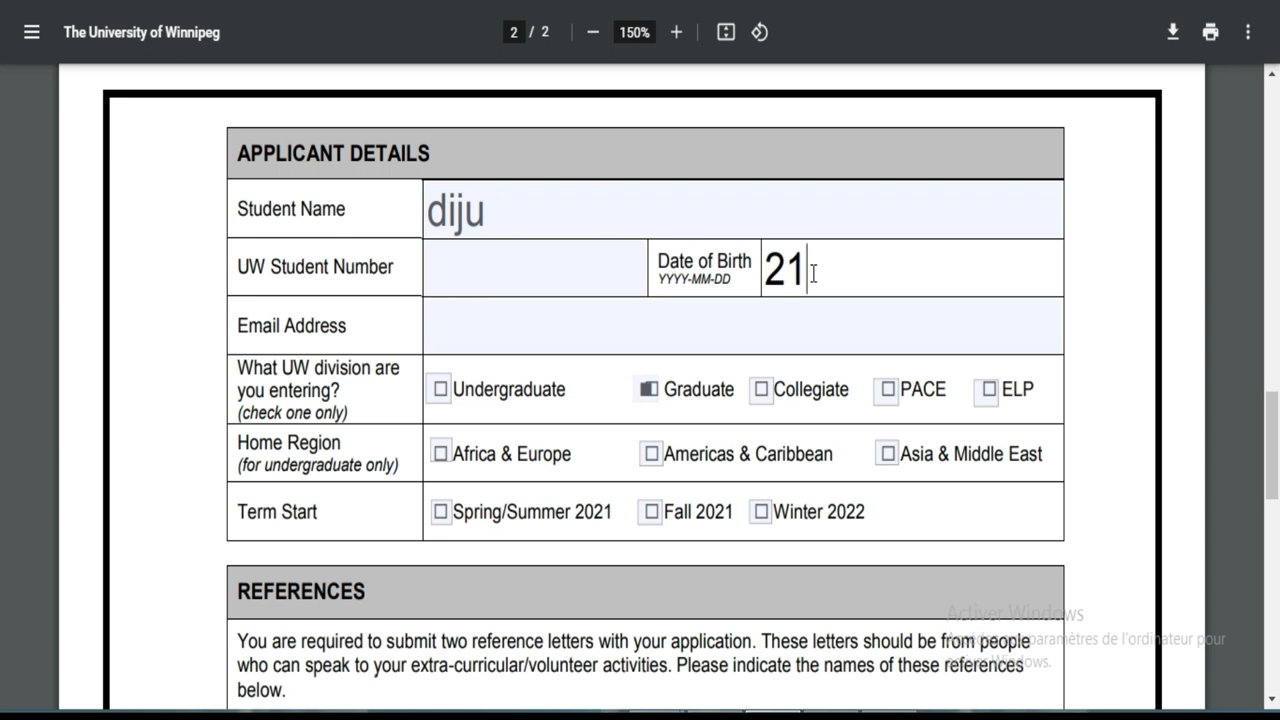 The University of Winnipeg
2 / 2
150%
APPLICANT DETAILS
Student Name diju
UW Student Number
Date of Birth 21
YYYY-MM-DD
Email Address
What UW division are
you entering?
(check one only)
Undergraduate Graduate Collegiate PACE ELP
Home Region
(for undergraduate only)
Africa & Europe Americas & Caribbean Asia & Middle East
Term Start Spring/Summer 2021 Fall 2021 Winter 2022
REFERENCES
Activer Windows
You are required to submit two reference letters with your application. These letters should be from people
who can speak to your extra-curricular/volunteer activities. Please indicate the names of these references
below.
paramètres de l'ordinateur pour
Windows.